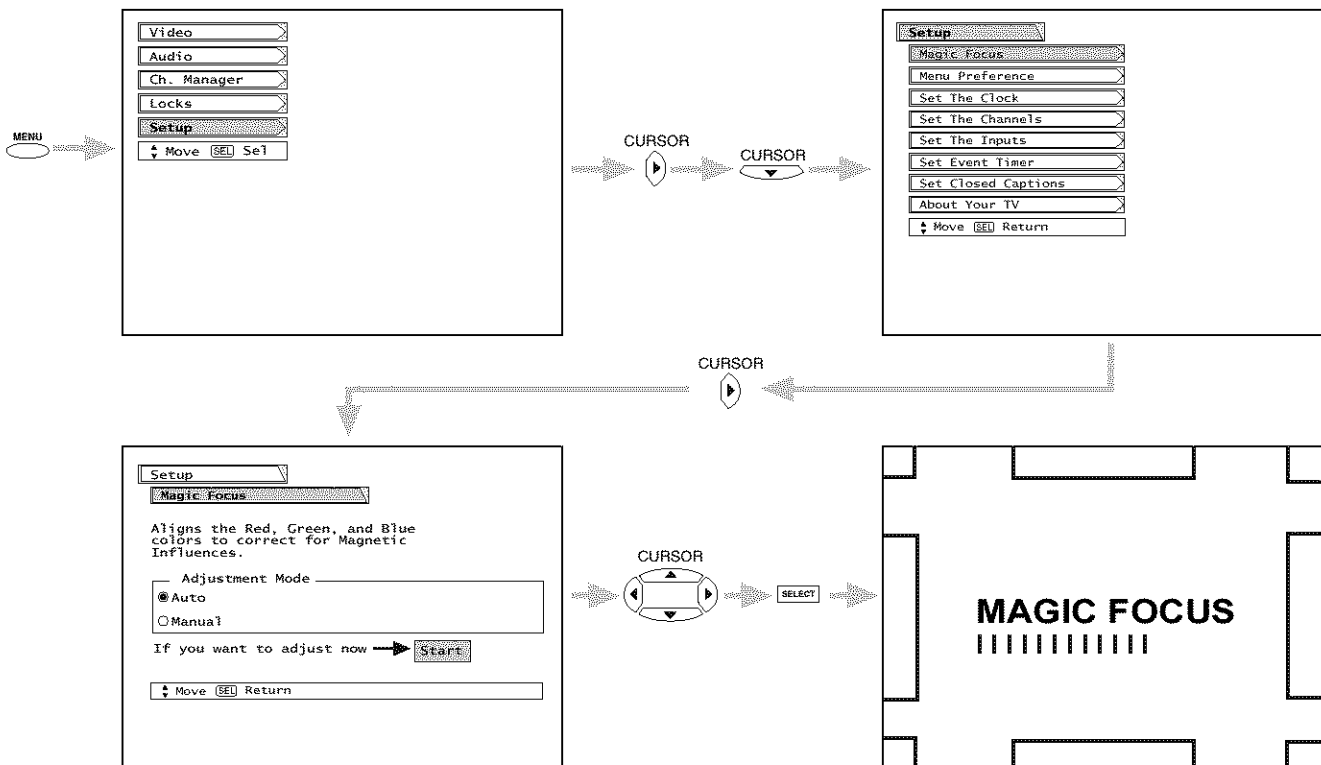 MENU
Video
Audio
Ch. Manager
Locks
Setup
Move SEL Sel
CURSOR
CURSOR
Setup
Magic Focus
Menu Preference
Set The Clock
Set The Channels
Set The Inputs
Set Event Timer
Set Closed Captions
About Your TV
Move SEL Return
CURSOR
Setup
Magic Focus
Aligns the Red, Green, and Blue
colors to correct for Magnetic
Influences.
Adjustment Mode
Auto
Manual
If you want to adjust now Start
Move SEL Return
CURSOR
SELECT
MAGIC FOCUS